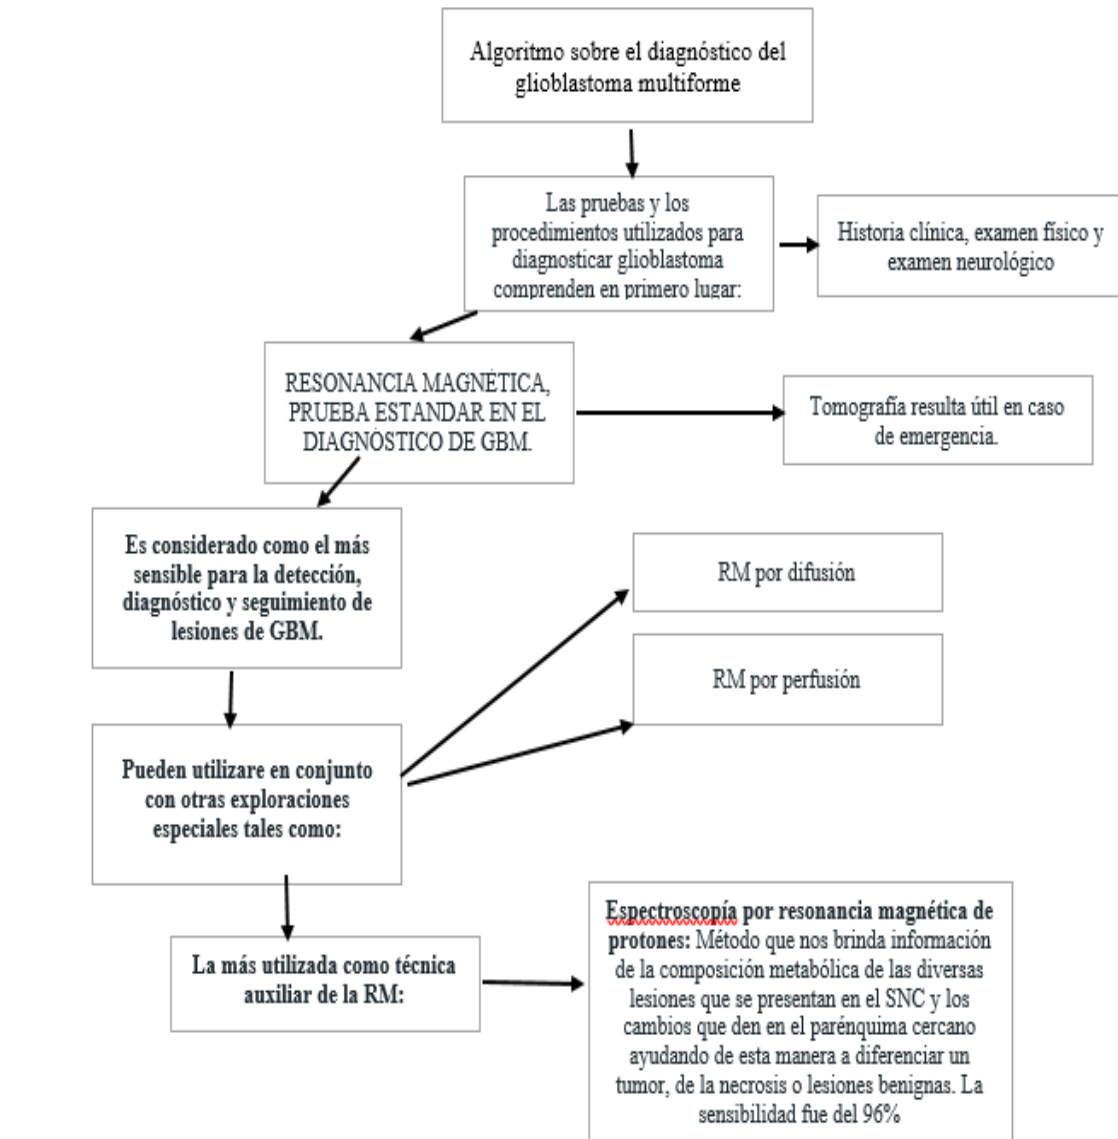 Algoritmo sobre el diagnóstico del
glioblastoma multiforme
Las pruebas y los
procedimientos utilizados para
diagnosticar glioblastoma
comprenden en primero lugar:
Historia clínica, examen físico y
examen neurológico
RESONANCIA MAGNÉTICA,
PRUEBA ESTANDAR EN EL
DIAGNÓSTICO DE GBM.
Tomografía resulta útil en caso
de emergencia.
Es considerado como el más
sensible para la detección,
diagnóstico y seguimiento de
lesiones de GBM.
RM por difusión
RM por perfusión
Pueden utilizare en conjunto
con otras exploraciones
especiales tales como:
La más utilizada como técnica
auxiliar de la RM:
Espectroscopía por resonancia magnética de
protones: Método que nos brinda información
de la composición metabólica de las diversas
lesiones que se presentan en el SNC y los
cambios que den en el parénquima cercano
ayudando de esta manera a diferenciar un
tumor, de la necrosis o lesiones benignas. La
sensibilidad fue del 96%